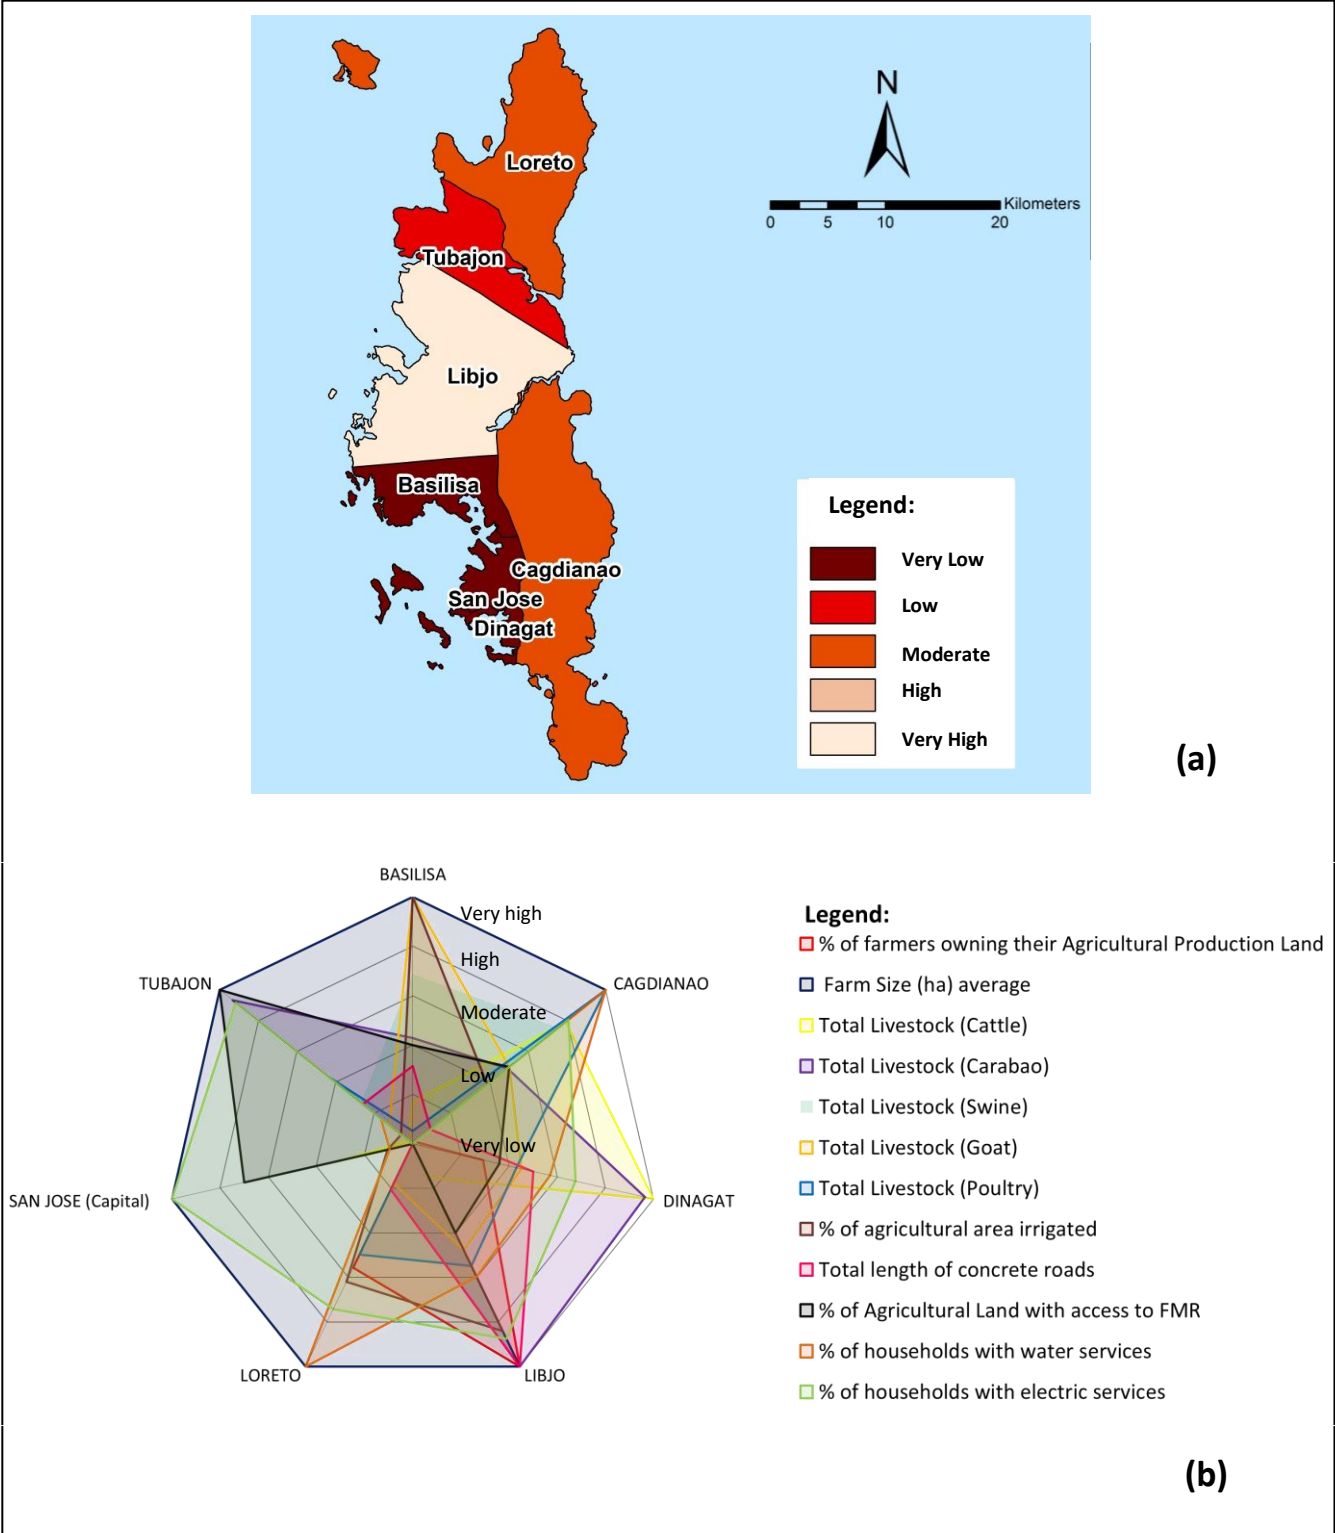 N
Kilometers
0 5 10 20
Loreto
Tubajon
Libjo
Basilisa
Cagdianao
San Jose
Dinagat
Legend:
Very Low
Low
Moderate
High
Very High
(a)
BASILISA
Very high
High
Moderate
Low
Very low
TUBAJON
CAGDIANAO
SAN JOSE (Capital)
DINAGAT
LORETO
LIBJO
Legend:
% of farmers owning their Agricultural Production Land
Farm Size (ha) average
Total Livestock (Cattle)
Total Livestock (Carabao)
Total Livestock (Swine)
Total Livestock (Goat)
Total Livestock (Poultry)
% of agricultural area irrigated
Total length of concrete roads
% of Agricultural Land with access to FMR
% of households with water services
% of households with electric services
(b)